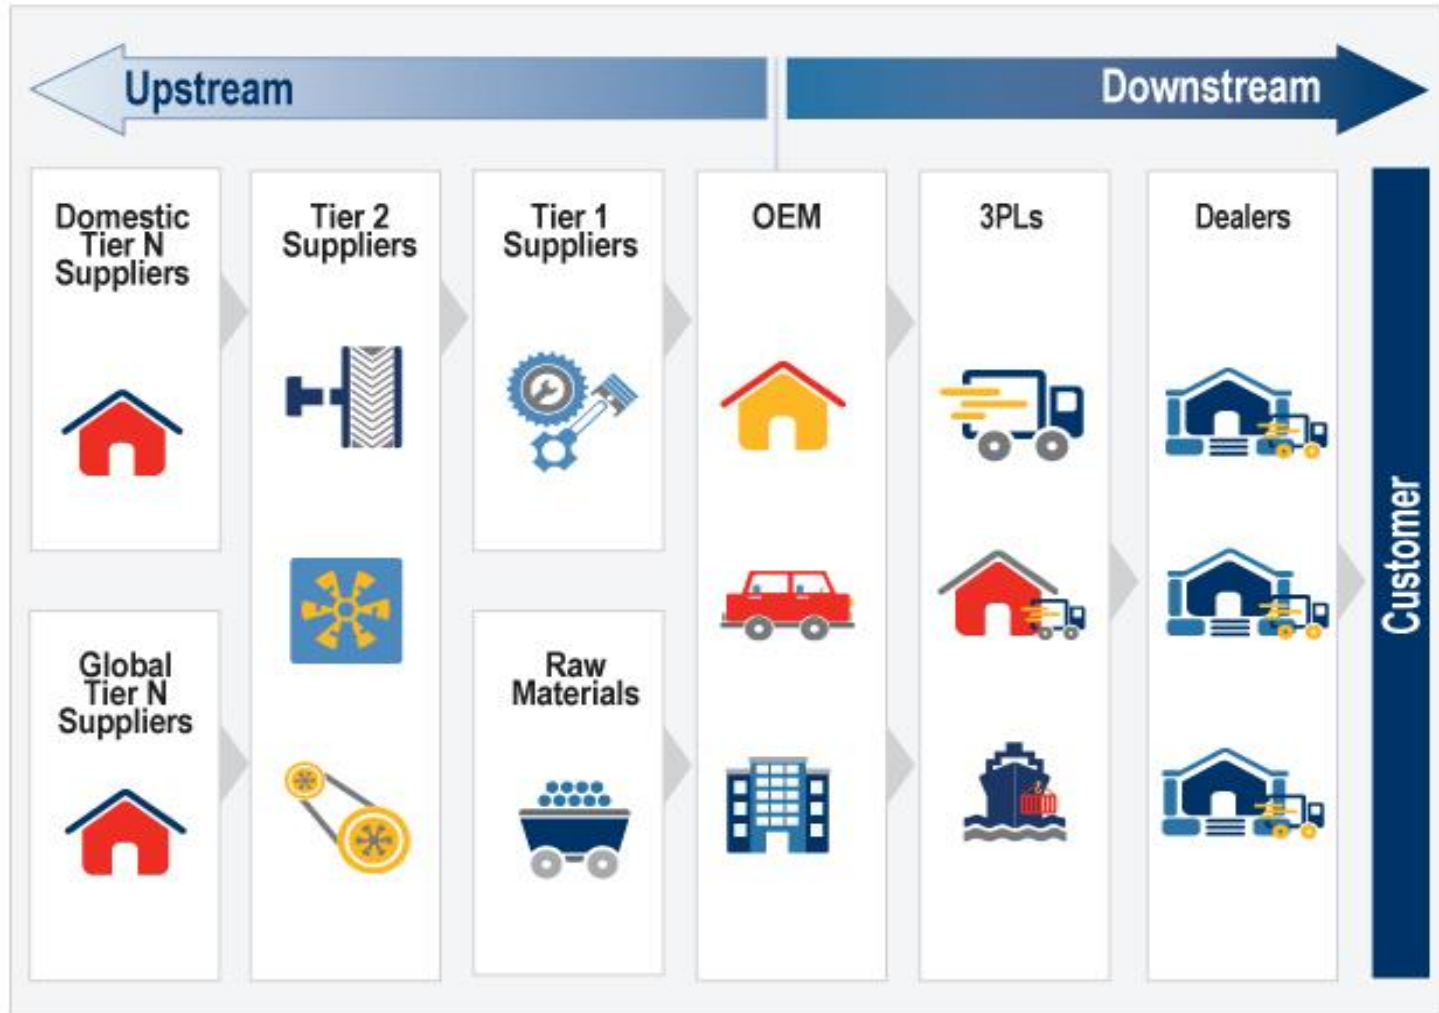 Upstream
Downstream
Domestic
Tier N
Suppliers
Tier 2
Suppliers
Tier 1
Suppliers
OEM
3PLs
Dealers
Global
Tier N
Suppliers
Raw
Materials
Customer